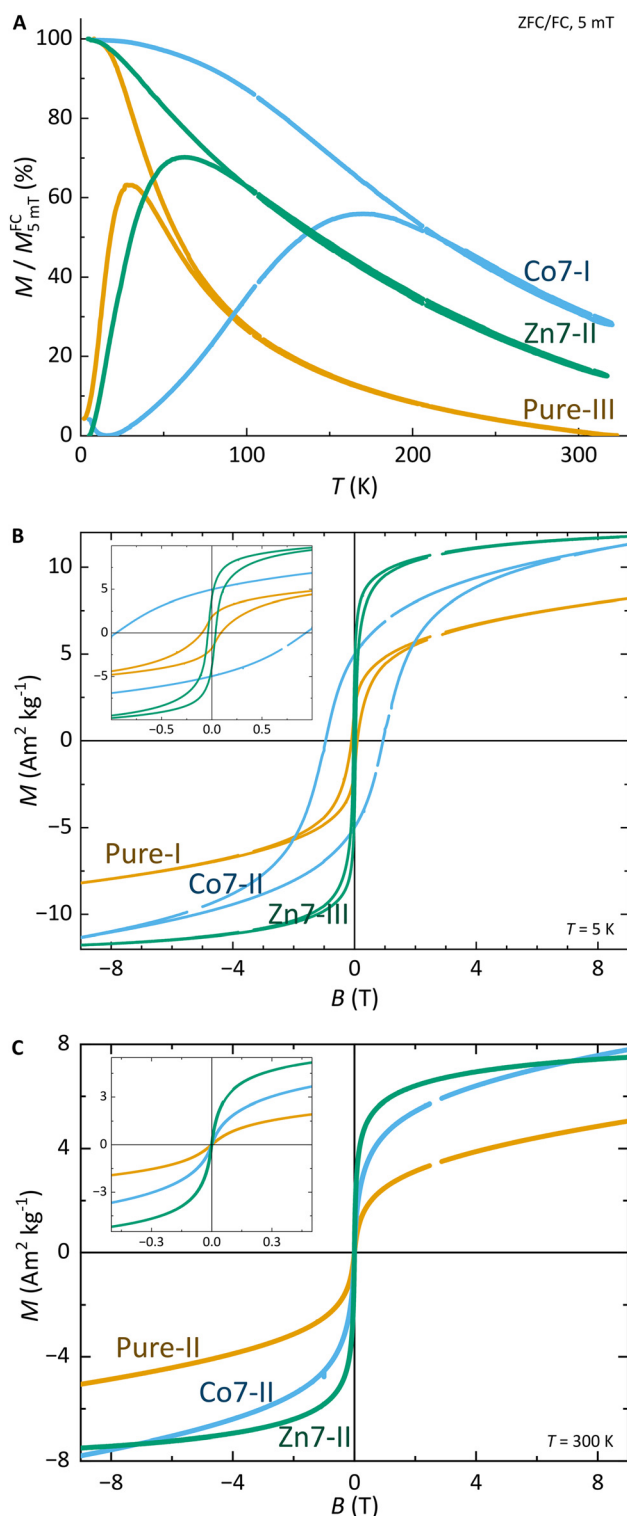 A
ZFC/FC, 5 mT
100
80
60
40
20
0
M / M^FC_5 mT (%)
Co7-I
Zn7-II
Pure-III
0 100 200 300
T (K)
B
10
5
0
−5
−10
M (Am² kg⁻¹)
5
0
−5
−0.5 0.0 0.5
Pure-I
Co7-II
Zn7-III
T = 5 K
−8 −4 0 4 8
B (T)
C
8
4
0
−4
−8
M (Am² kg⁻¹)
3
0
−3
−0.3 0.0 0.3
Pure-II
Co7-II
Zn7-II
T = 300 K
−8 −4 0 4 8
B (T)